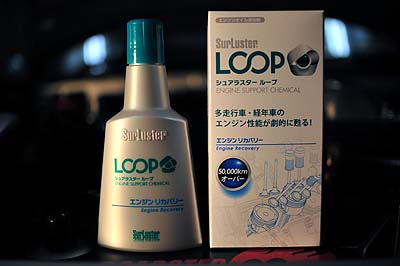 SurLuster
LOOP
シュアラスター ループ
ENGINE SUPPORT CHEMICAL
エンジン リカバリー
Engine Recovery
SurLuster
エンジンオイル添加剤
SurLuster
LOOP
シュアラスター ループ
ENGINE SUPPORT CHEMICAL
多走行車・経年車の
エンジン性能が劇的に甦る!
エンジン リカバリー
Engine Recovery
50,000km
オーバー